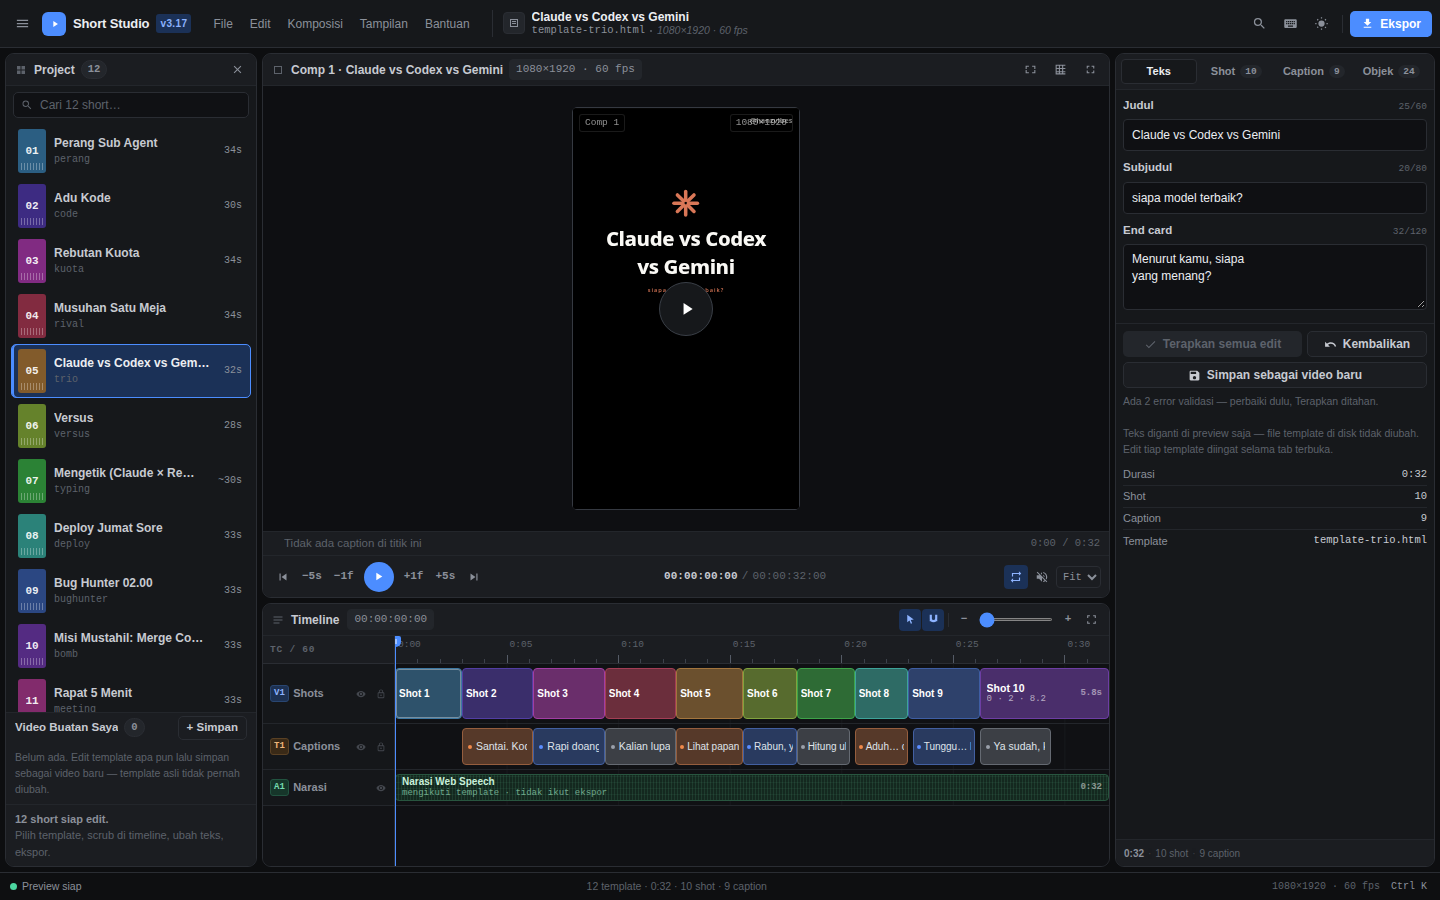 Short Studio v3.17 File Edit Komposisi Tampilan Bantuan
Claude vs Codex vs Gemini
template-trio.html · 1080×1920 · 60 fps
Ekspor
Project 12
Cari 12 short…
01 Perang Sub Agent 34s
perang
02 Adu Kode 30s
code
03 Rebutan Kuota 34s
kuota
04 Musuhan Satu Meja 34s
rival
05 Claude vs Codex vs Gem… 32s
trio
06 Versus 28s
versus
07 Mengetik (Claude × Re… ~30s
typing
08 Deploy Jumat Sore 33s
deploy
09 Bug Hunter 02.00 33s
bughunter
10 Misi Mustahil: Merge Co… 33s
bomb
11 Rapat 5 Menit 33s
meeting
Video Buatan Saya 0 + Simpan
Belum ada. Edit template apa pun lalu simpan
sebagai video baru — template asli tidak pernah
diubah.
12 short siap edit.
Pilih template, scrub di timeline, ubah teks,
ekspor.
Comp 1 · Claude vs Codex vs Gemini 1080×1920 · 60 fps
Comp 1 1080×1920
Claude vs Codex
vs Gemini
Tidak ada caption di titik ini 0:00 / 0:32
−5s −1f +1f +5s
00:00:00:00 / 00:00:32:00
Fit
Timeline 00:00:00:00 − +
TC / 60 0:00 0:05 0:10 0:15 0:20 0:25 0:30
V1 Shots
Shot 1 Shot 2 Shot 3 Shot 4 Shot 5 Shot 6 Shot 7 Shot 8 Shot 9 Shot 10 5.8s
0 · 2 · 8.2
T1 Captions
Santai. Koc Rapi doang Kalian lupa Lihat papan Rabun, y Hitung ul Aduh… Tunggu… Ya sudah,
A1 Narasi
Narasi Web Speech 0:32
mengikuti template · tidak ikut ekspor
Teks Shot 10 Caption 9 Objek 24
Judul 25/60
Claude vs Codex vs Gemini
Subjudul 20/80
siapa model terbaik?
End card 32/120
Menurut kamu, siapa
yang menang?
Terapkan semua edit Kembalikan
Simpan sebagai video baru
Ada 2 error validasi — perbaiki dulu, Terapkan ditahan.
Teks diganti di preview saja — file template di disk tidak diubah.
Edit tiap template diingat selama tab terbuka.
Durasi 0:32
Shot 10
Caption 9
Template template-trio.html
0:32 · 10 shot · 9 caption
Preview siap
12 template · 0:32 · 10 shot · 9 caption
1080×1920 · 60 fps Ctrl K